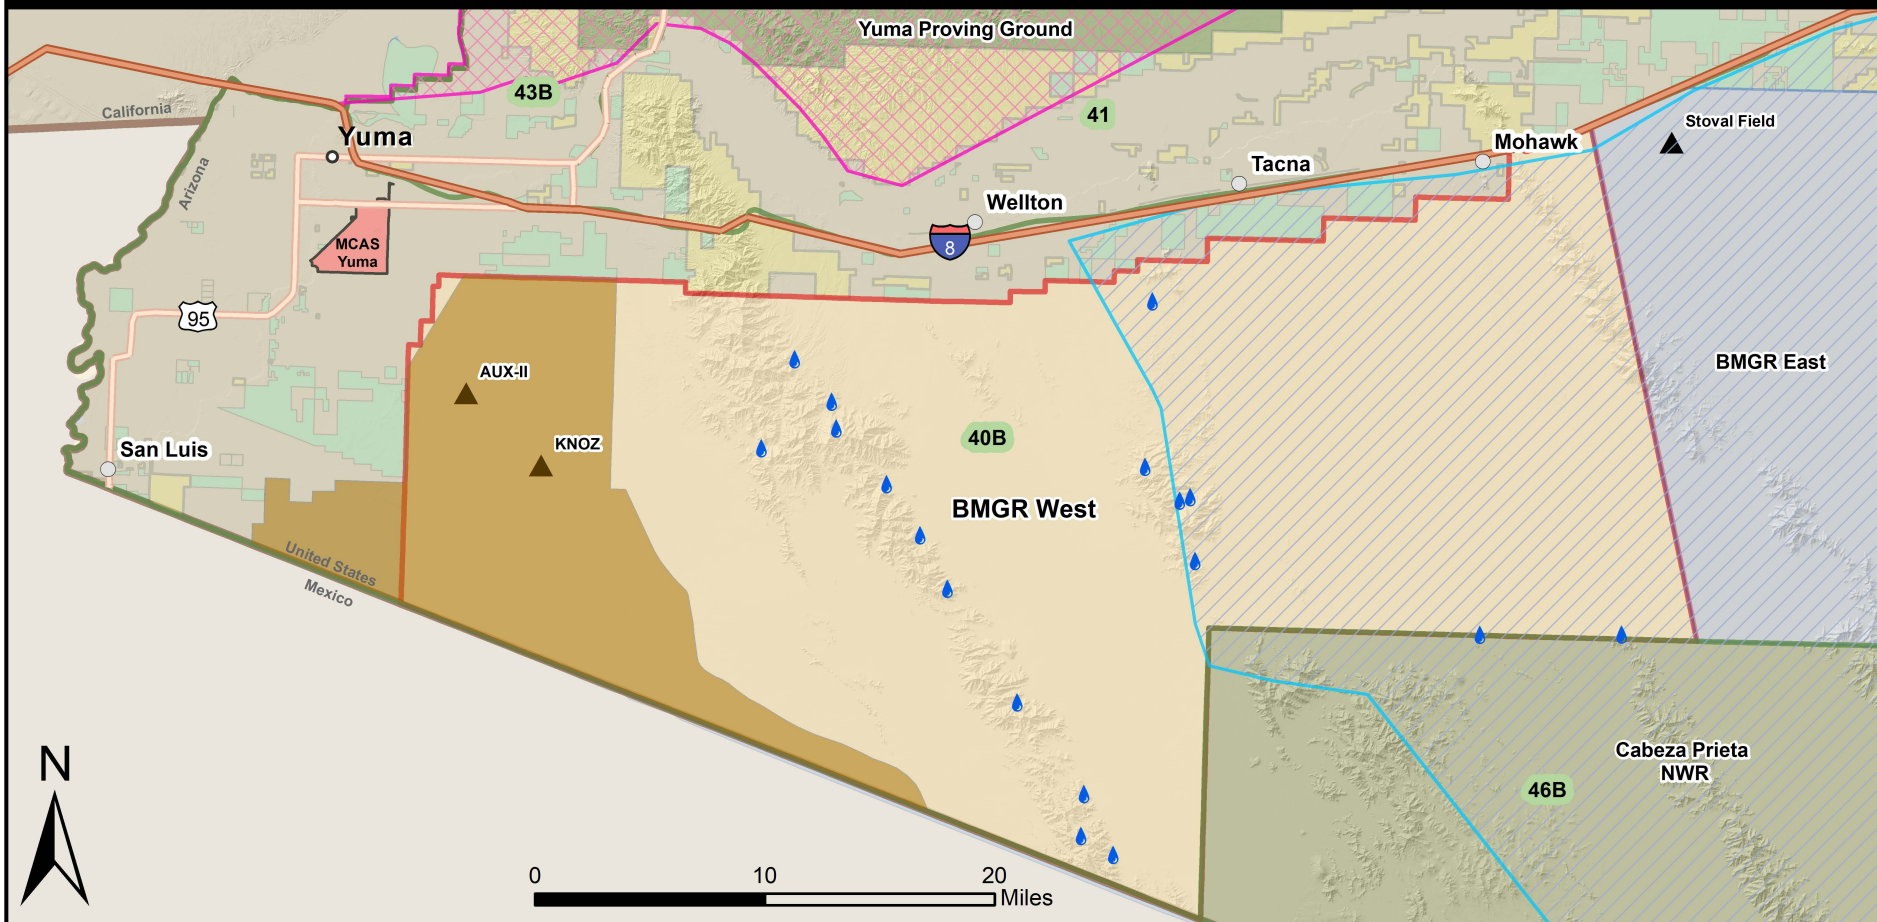 Yuma Proving Ground
43B
California
41
Stoval Field
Yuma
Mohawk
Tacna
Arizona
Wellton
MCAS
Yuma
8
95
BMGR East
AUX-II
40B
KNOZ
San Luis
BMGR West
United States
Mexico
Cabeza Prieta
NWR
N
46B
0
10
20
Miles